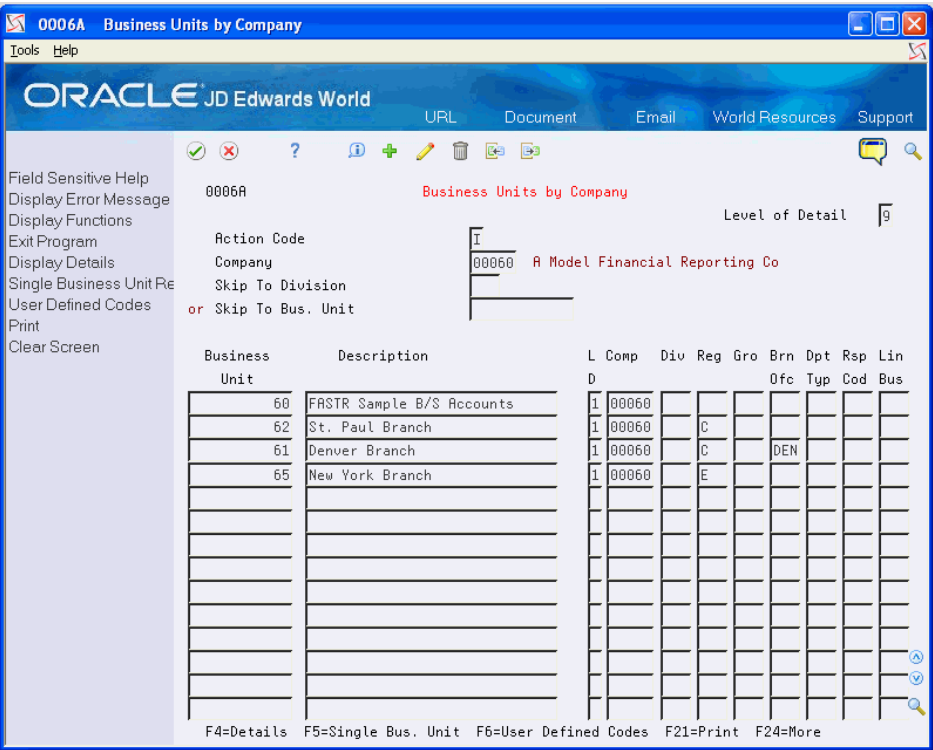 0006A Business Units by Company
Tools Help
ORACLE JD Edwards World
URL Document Email World Resources Support
Field Sensitive Help
Display Error Message
Display Functions
Exit Program
Display Details
Single Business Unit Re
User Defined Codes
Print
Clear Screen
0006A Business Units by Company
Level of Detail 9
Action Code I
Company 00060 A Model Financial Reporting Co
Skip To Division
or Skip To Bus. Unit
Business Description L Comp Div Reg Gro Brn Dpt Rsp Lin
Unit D Ofc Typ Cod Bus
60 FASTR Sample B/S Accounts 1 00060
62 St. Paul Branch 1 00060 C
61 Denver Branch 1 00060 C DEN
65 New York Branch 1 00060 E
F4=Details F5=Single Bus. Unit F6=User Defined Codes F21=Print F24=More